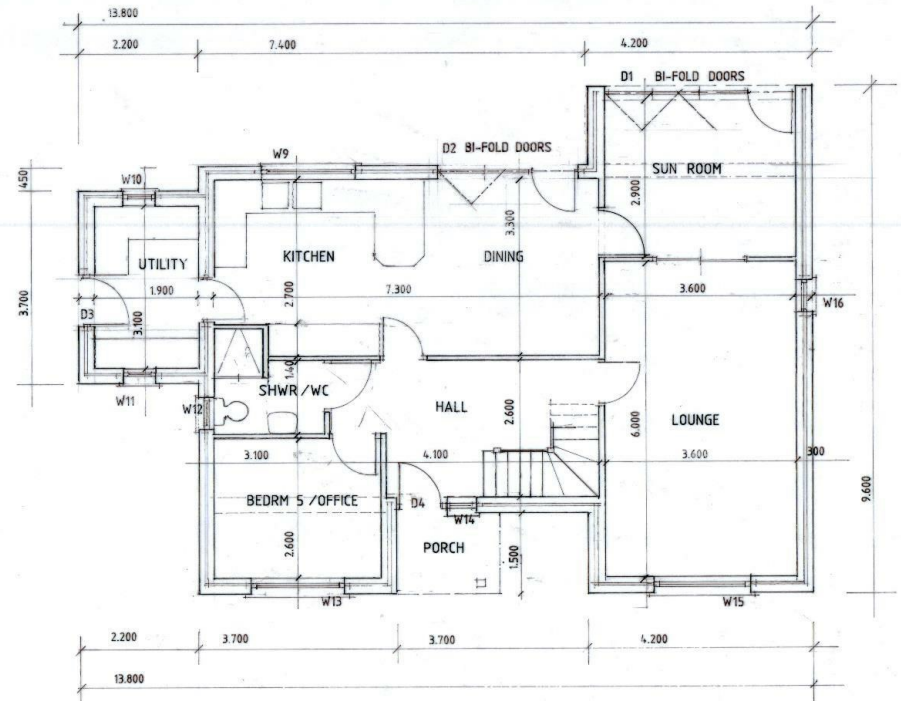 13.800
2.200
7.400
4.200
D1 BI-FOLD DOORS
W9
D2 BI-FOLD DOORS
450
W10
SUN ROOM
2.900
3.300
UTILITY
KITCHEN
DINING
9.600
3.700
1.900
2.700
7.300
3.600
W16
D3
3.100
1.40
SHWR/WC
W11
W12
HALL
2.600
6.000
LOUNGE
3.100
4.100
3.600
300
BEDRM 5 /OFFICE
D4
W14
PORCH
2.600
1.500
W13
W15
2.200
3.700
3.700
4.200
13.800